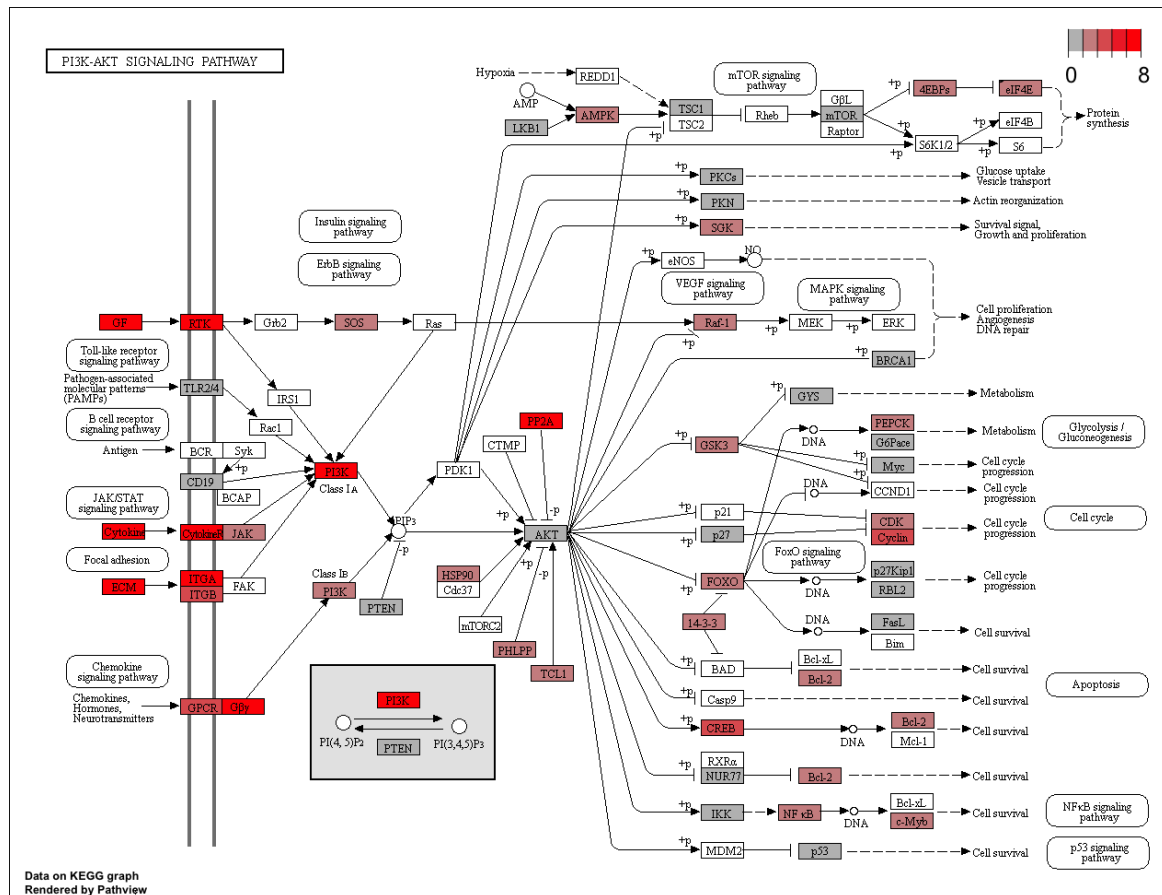 PI3K-AKT SIGNALING PATHWAY
0
8
Hypoxia
REDD1
mTOR signaling
pathway
AMP
LKB1
AMPK
+p
TSC1
TSC2
Rheb
GβL
mTOR
Raptor
+p
4EBPs
eIF4E
+p
S6K1/2
+p
+p
+p
eIF4B
S6
Protein
synthesis
+p
PKCs
Glucose uptake
Vesicle transport
+p
PKN
Actin reorganization
+p
SGK
Survival signal,
Growth and proliferation
Insulin signaling
pathway
ErbB signaling
pathway
+p
eNOS
NO
VEGF signaling
pathway
MAPK signaling
pathway
GF
RTK
Grb2
SOS
Ras
+p
Raf-1
+p
MEK
+p
ERK
Cell proliferation
Angiogenesis
DNA repair
+p
BRCA1
Toll-like receptor
signaling pathway
Pathogen-associated
molecular patterns
(PAMPs)
TLR2/4
IRS1
Rac1
B cell receptor
signaling pathway
Antigen
BCR
Syk
+p
CD19
BCAP
PI3K
Class IA
JAK/STAT
signaling pathway
Cytokine
CytokineR
JAK
Focal adhesion
ECM
ITGA
ITGB
FAK
Class IB
PI3K
PIP3
-p
PTEN
PDK1
CTMP
PP2A
+p
-p
AKT
HSP90
Cdc37
+p
-p
mTORC2
PHLPP
TCL1
Chemokine
signaling pathway
Chemokines,
Hormones,
Neurotransmitters
GPCR
Gβγ
PI3K
PI(4, 5)P2
PI(3,4,5)P3
PTEN
+p
GYS
Metabolism
+p
GSK3
DNA
PEPCK
G6Pace
Metabolism
Glycolysis /
Gluconeogenesis
+p
Myc
Cell cycle
progression
+p
DNA
CCND1
Cell cycle
progression
+p
p21
+p
p27
CDK
Cyclin
Cell cycle
progression
Cell cycle
FoxO signaling
pathway
+p
FOXO
DNA
p27Kip1
RBL2
Cell cycle
progression
14-3-3
DNA
FasL
Bim
Cell survival
+p
BAD
Bcl-xL
Bcl-2
Cell survival
Apoptosis
+p
Casp9
Cell survival
+p
CREB
DNA
Bcl-2
Mcl-1
Cell survival
+p
RXRα
NUR77
Bcl-2
Cell survival
+p
IKK
NFκB
DNA
Bcl-xL
c-Myb
Cell survival
NFκB signaling
pathway
+p
MDM2
p53
Cell survival
p53 signaling
pathway
Data on KEGG graph
Rendered by Pathview